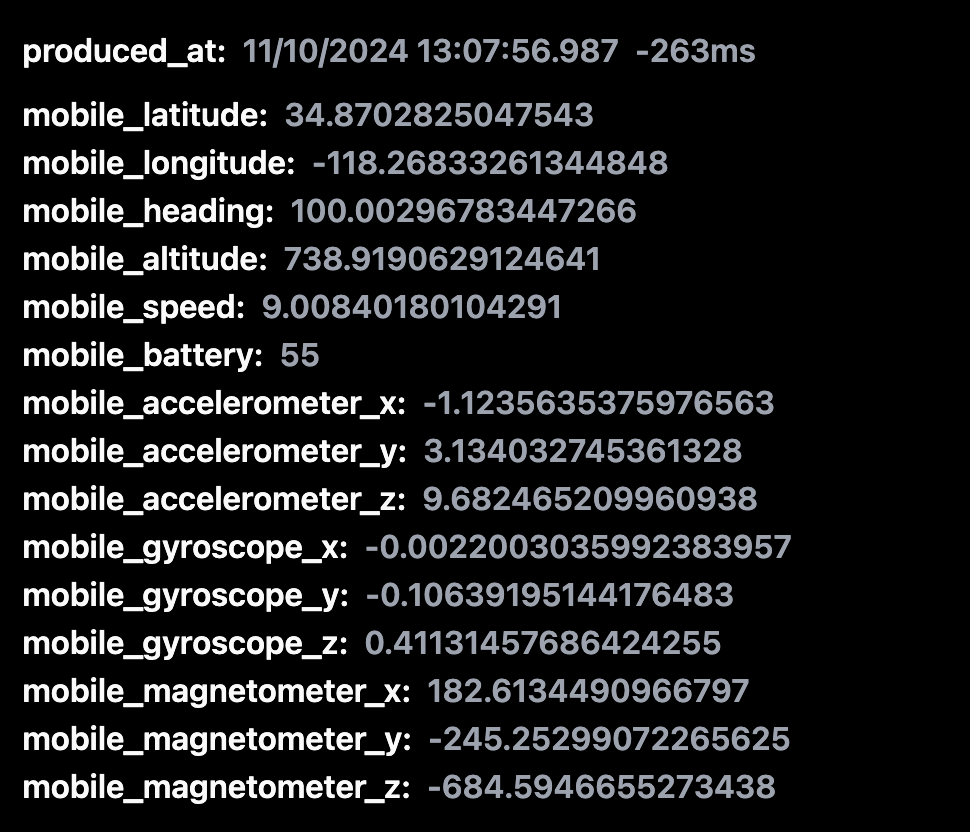 produced_at: 11/10/2024 13:07:56.987 -263ms
mobile_latitude: 34.8702825047543
mobile_longitude: -118.26833261344848
mobile_heading: 100.00296783447266
mobile_altitude: 738.9190629124641
mobile_speed: 9.00840180104291
mobile_battery: 55
mobile_accelerometer_x: -1.1235635375976563
mobile_accelerometer_y: 3.134032745361328
mobile_accelerometer_z: 9.682465209960938
mobile_gyroscope_x: -0.0022003035992383957
mobile_gyroscope_y: -0.10639195144176483
mobile_gyroscope_z: 0.41131457686424255
mobile_magnetometer_x: 182.6134490966797
mobile_magnetometer_y: -245.25299072265625
mobile_magnetometer_z: -684.5946655273438